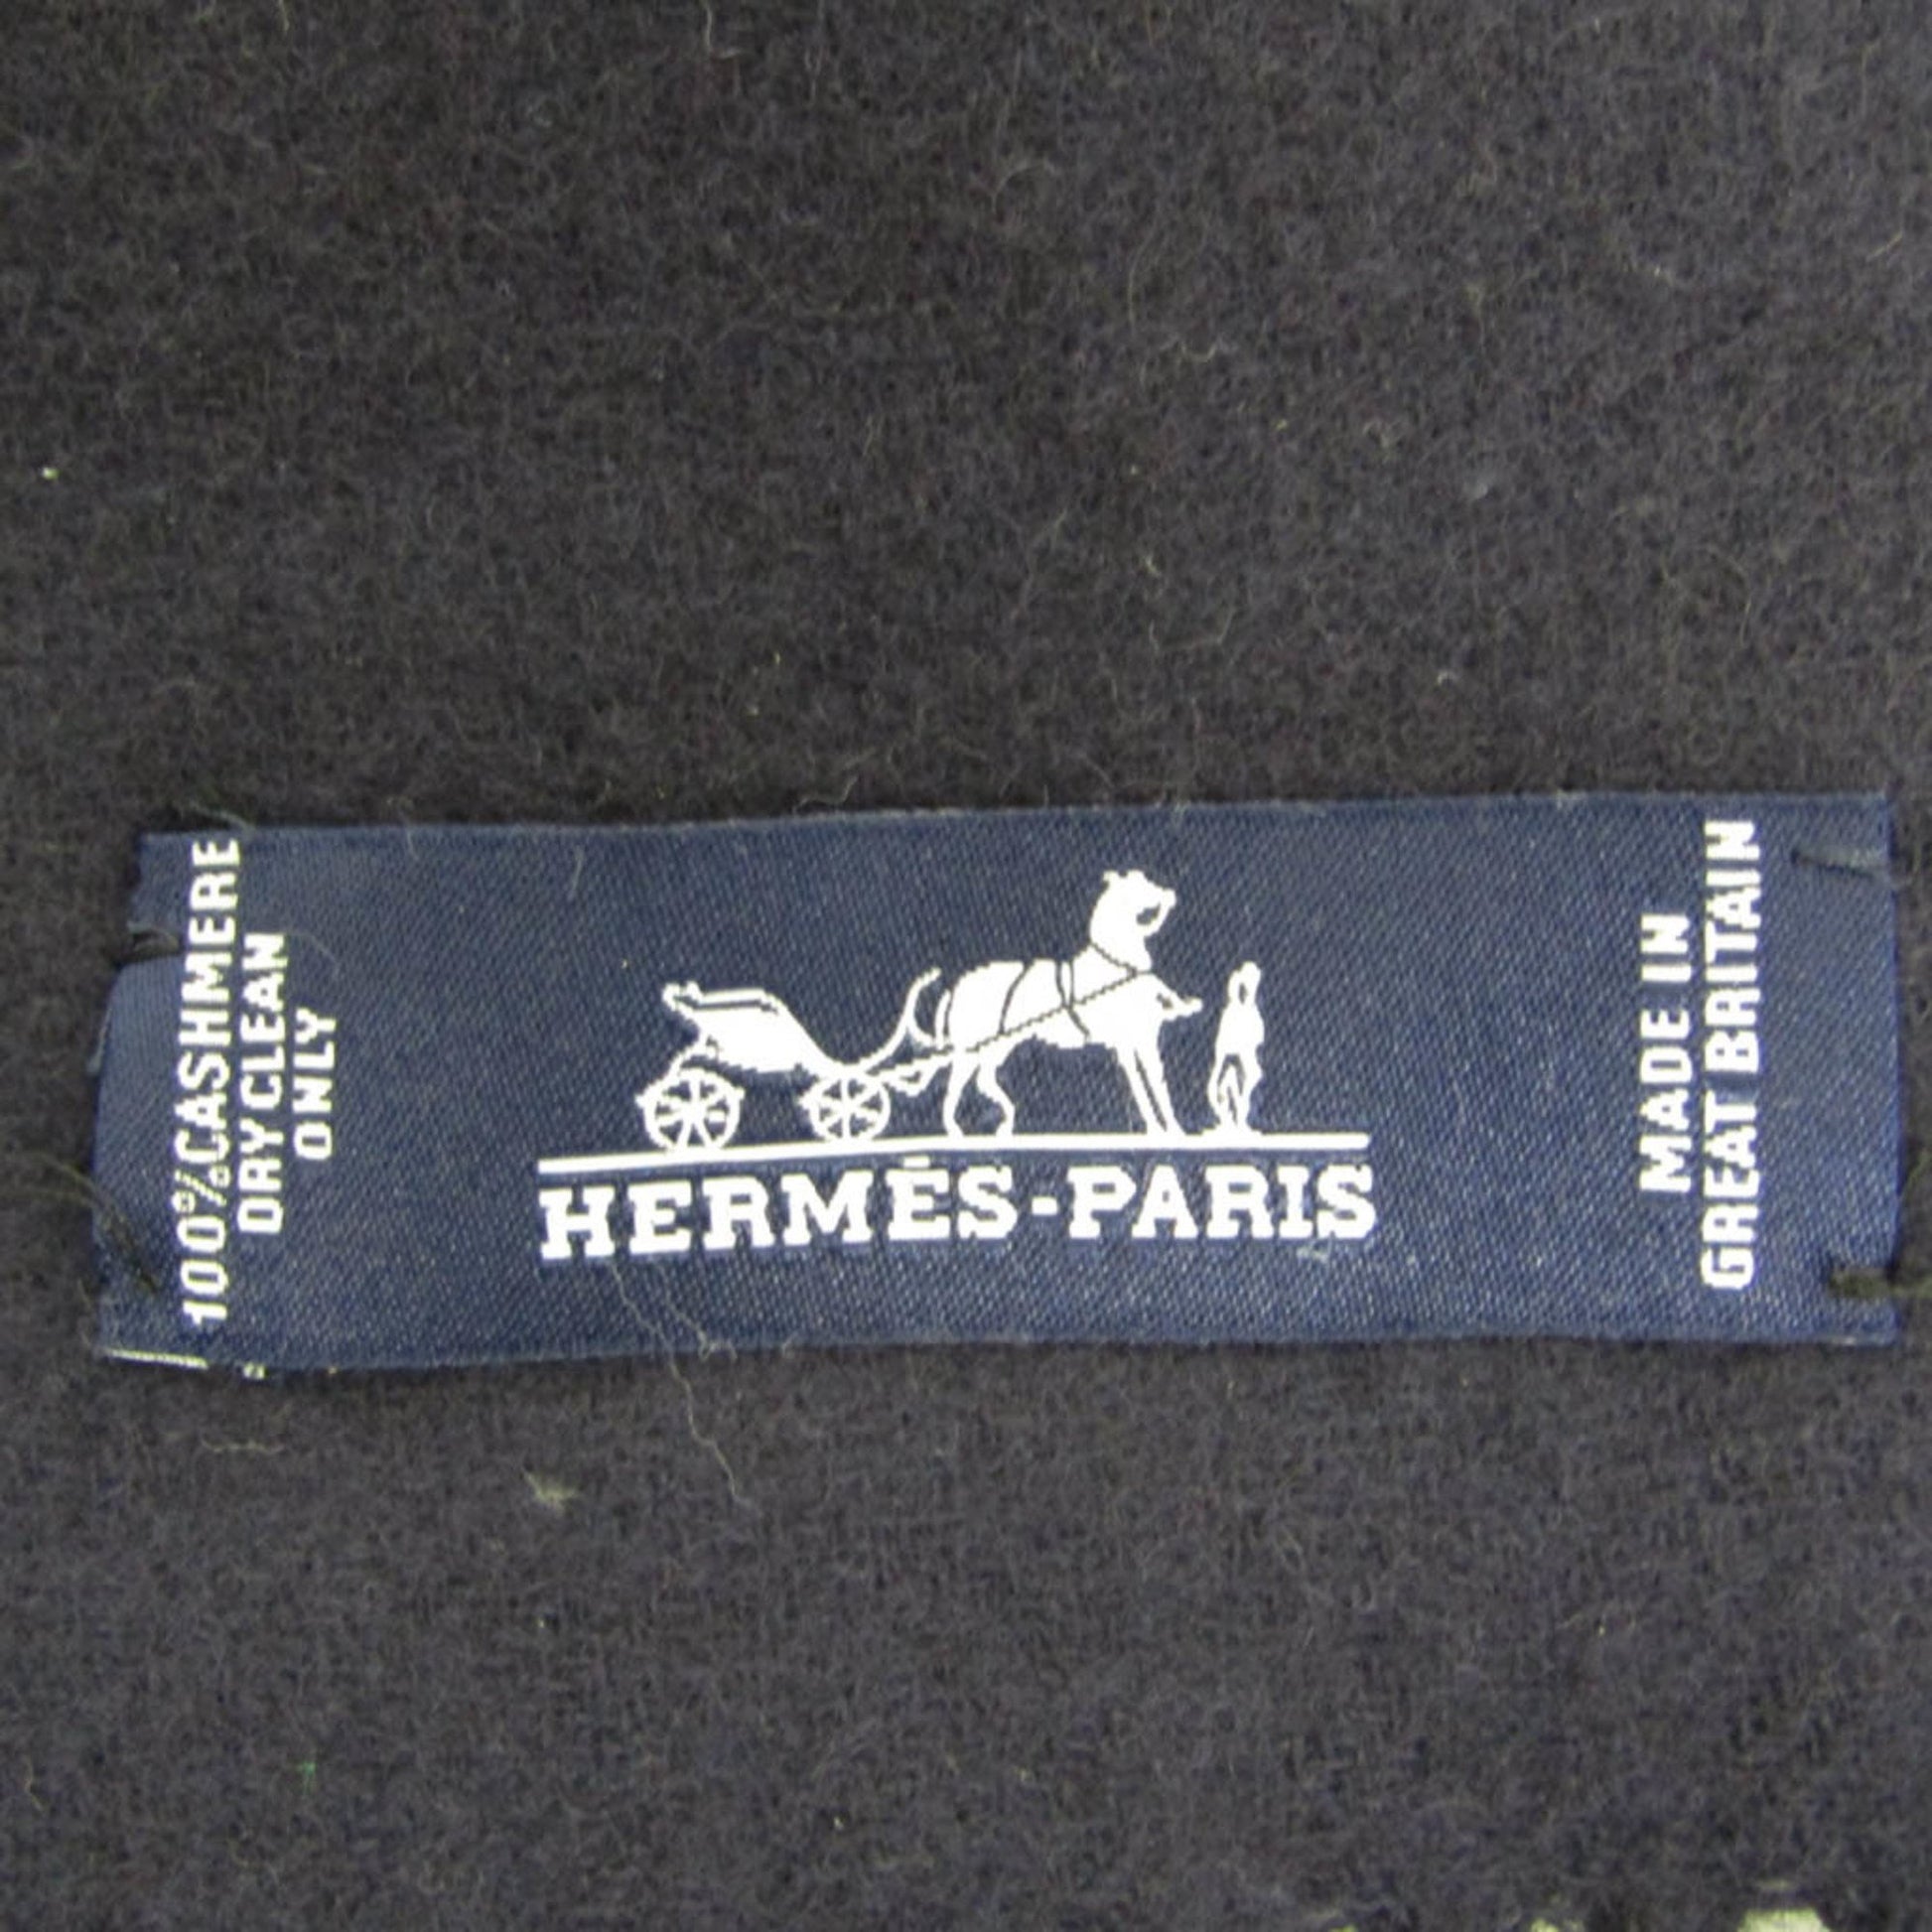 100% CASHMERE
DRY CLEAN
ONLY
HERMÈS-PARIS
MADE IN
GREAT BRITAIN